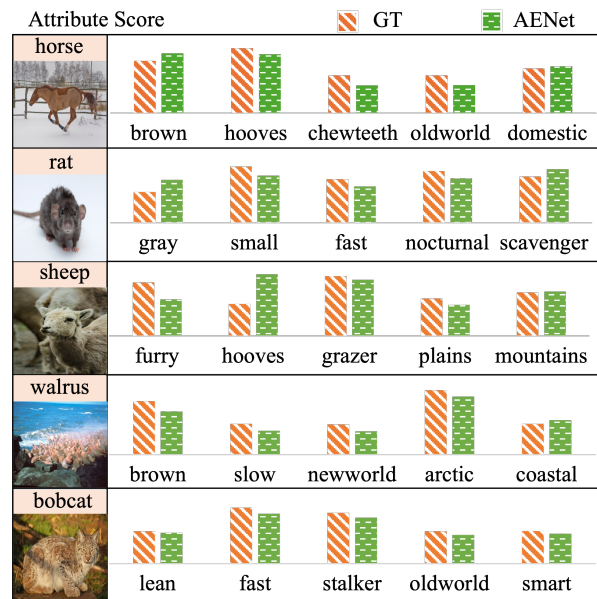 Attribute Score GT AENet
horse
brown hooves chewteeth oldworld domestic
rat
gray small fast nocturnal scavenger
sheep
furry hooves grazer plains mountains
walrus
brown slow newworld arctic coastal
bobcat
lean fast stalker oldworld smart